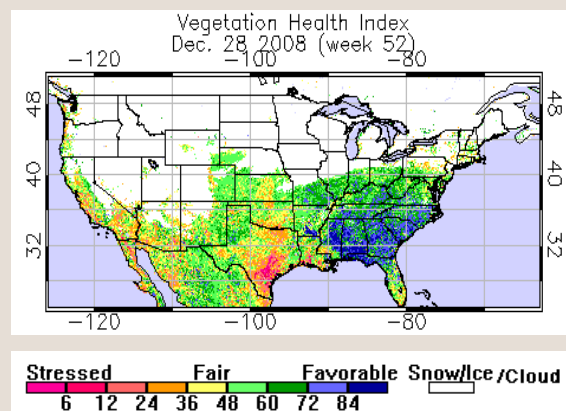 Vegetation Health Index
Dec. 28 2008 (week 52)
-120 -100 -80
48 48
40 40
32 32
-120 -100 -80
Stressed Fair Favorable Snow/Ice/Cloud
6 12 24 36 48 60 72 84